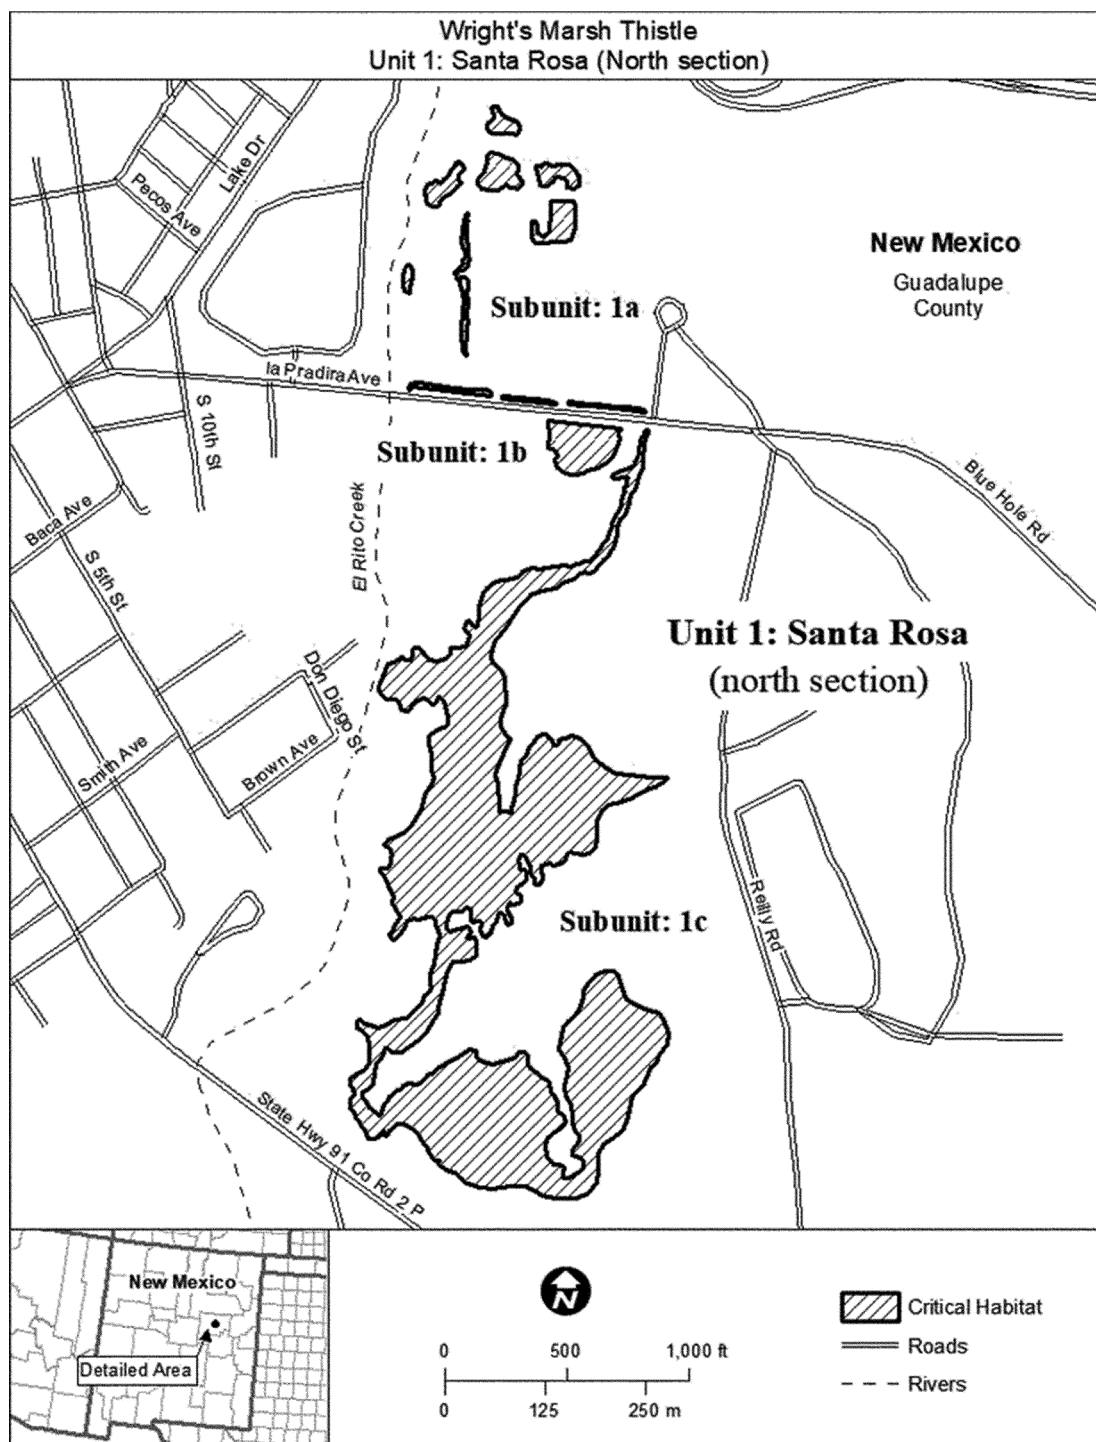 Wright's Marsh Thistle
Unit 1: Santa Rosa (North section)
Lake Dr
Pecos Ave
New Mexico
Guadalupe
County
Subunit: 1a
la Pradira Ave
S 10th St
Subunit: 1b
Blue Hole Rd
Baca Ave
El Rito Creek
S 5th St
Unit 1: Santa Rosa
(north section)
Don Diego St
Smith Ave
Brown Ave
Reilly Rd
Subunit: 1c
State Hwy 91 Co Rd 2 P
New Mexico
Detailed Area
N
0 500 1,000 ft
0 125 250 m
Critical Habitat
Roads
Rivers